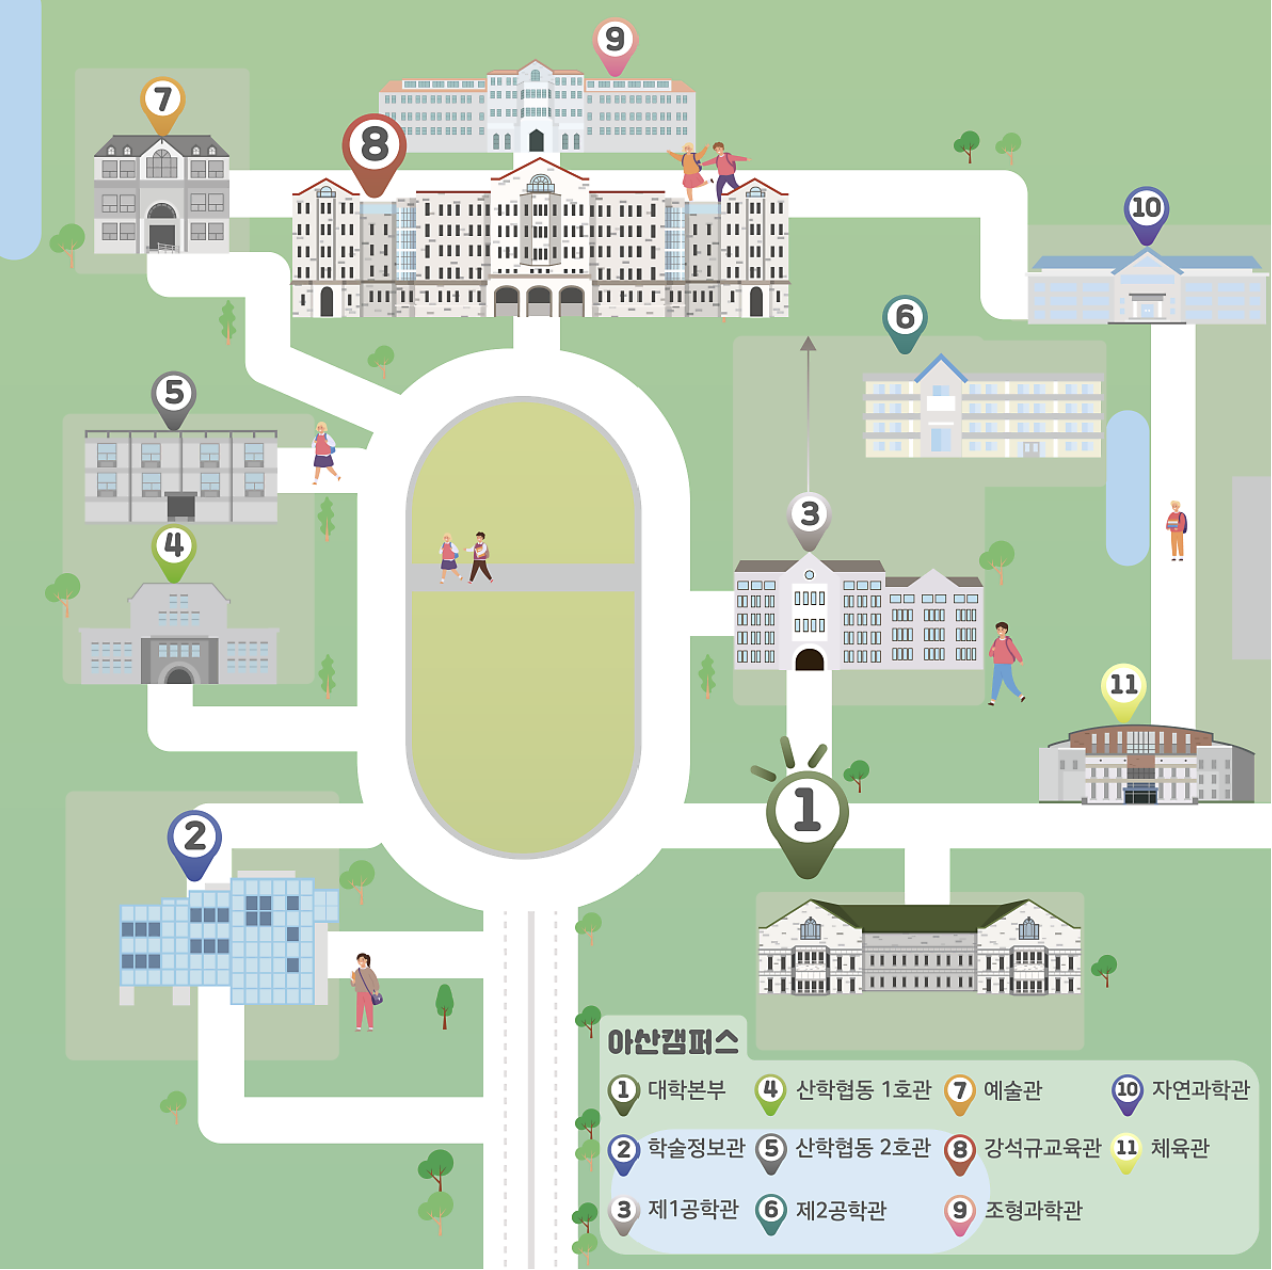 9
7
8
10
6
5
3
4
11
1
2
아산캠퍼스
1 대학본부
4 산학협동 1호관
7 예술관
10 자연과학관
2 학술정보관
5 산학협동 2호관
8 강석규교육관
11 체육관
3 제1공학관
6 제2공학관
9 조형과학관